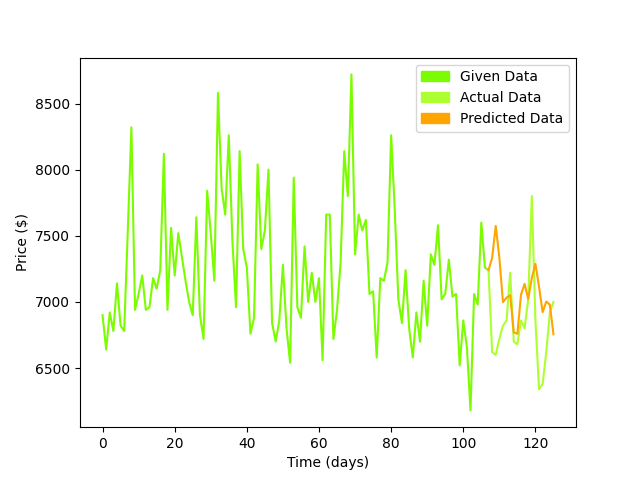 Given Data
Actual Data
Predicted Data
8500
8000
7500
7000
6500
Price ($)
0 20 40 60 80 100 120
Time (days)